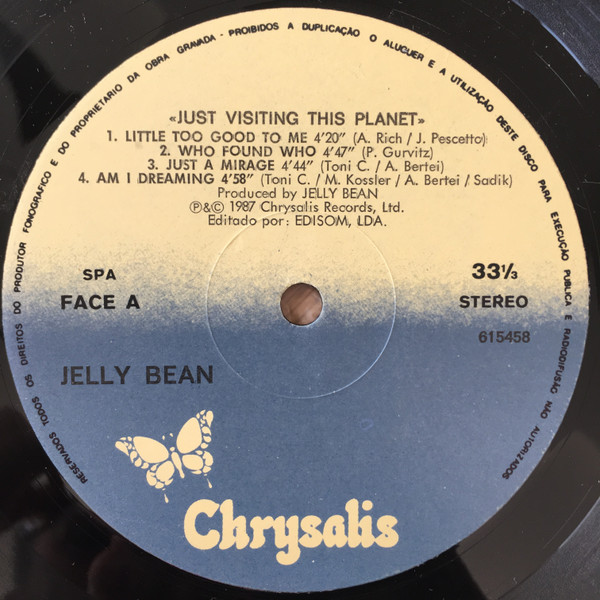 RESERVADOS TODOS OS DIREITOS DO PRODUTOR FONOGRAFICO E DO PROPRIETARIO DA OBRA GRAVADA - PROIBIDOS A DUPLICAÇÃO O ALUGUER E A UTILIZAÇÃO DESTE DISCO PARA EXECUÇÃO PUBLICA E RADIODIFUSÃO NÃO AUTORIZADOS
«JUST VISITING THIS PLANET»
1. LITTLE TOO GOOD TO ME 4'20" (A. Rich / J. Pescetto)
2. WHO FOUND WHO 4'47" (P. Gurvitz)
3. JUST A MIRAGE 4'44" (Toni C. / A. Bertei)
4. AM I DREAMING 4'58" (Toni C. / M. Kossler / A. Bertei / Sadik)
Produced by JELLY BEAN
℗&© 1987 Chrysalis Records, Ltd.
Editado por: EDISOM, LDA.
SPA
FACE A
33⅓
STEREO
615458
JELLY BEAN
Chrysalis